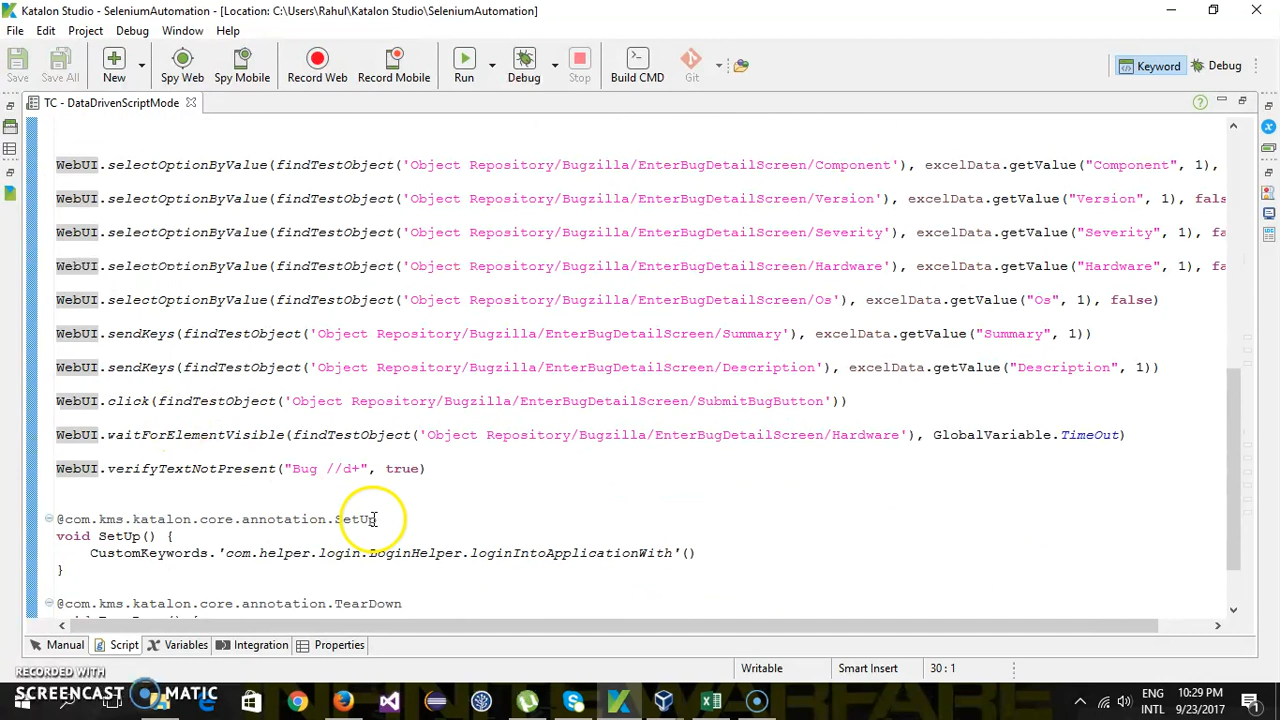 Katalon Studio - SeleniumAutomation - [Location: C:\Users\Rahul\Katalon Studio\SeleniumAutomation]
File Edit Project Debug Window Help
Save Save All New Spy Web Spy Mobile Record Web Record Mobile Run Debug Stop Build CMD Git Keyword Debug
TC - DataDrivenScriptMode
WebUI.selectOptionByValue(findTestObject('Object Repository/Bugzilla/EnterBugDetailScreen/Component'), excelData.getValue("Component", 1),
WebUI.selectOptionByValue(findTestObject('Object Repository/Bugzilla/EnterBugDetailScreen/Version'), excelData.getValue("Version", 1), fals
WebUI.selectOptionByValue(findTestObject('Object Repository/Bugzilla/EnterBugDetailScreen/Severity'), excelData.getValue("Severity", 1), fa
WebUI.selectOptionByValue(findTestObject('Object Repository/Bugzilla/EnterBugDetailScreen/Hardware'), excelData.getValue("Hardware", 1), fa
WebUI.selectOptionByValue(findTestObject('Object Repository/Bugzilla/EnterBugDetailScreen/Os'), excelData.getValue("Os", 1), false)
WebUI.sendKeys(findTestObject('Object Repository/Bugzilla/EnterBugDetailScreen/Summary'), excelData.getValue("Summary", 1))
WebUI.sendKeys(findTestObject('Object Repository/Bugzilla/EnterBugDetailScreen/Description'), excelData.getValue("Description", 1))
WebUI.click(findTestObject('Object Repository/Bugzilla/EnterBugDetailScreen/SubmitBugButton'))
WebUI.waitForElementVisible(findTestObject('Object Repository/Bugzilla/EnterBugDetailScreen/Hardware'), GlobalVariable.TimeOut)
WebUI.verifyTextNotPresent("Bug //d+", true)
@com.kms.katalon.core.annotation.SetUp
void SetUp() {
CustomKeywords.'com.helper.login.LoginHelper.loginIntoApplicationWith'()
}
@com.kms.katalon.core.annotation.TearDown
Manual Script Variables Integration Properties
Writable Smart Insert 30 : 1
RECORDED WITH
SCREENCAST MATIC
ENG 10:29 PM
INTL 9/23/2017